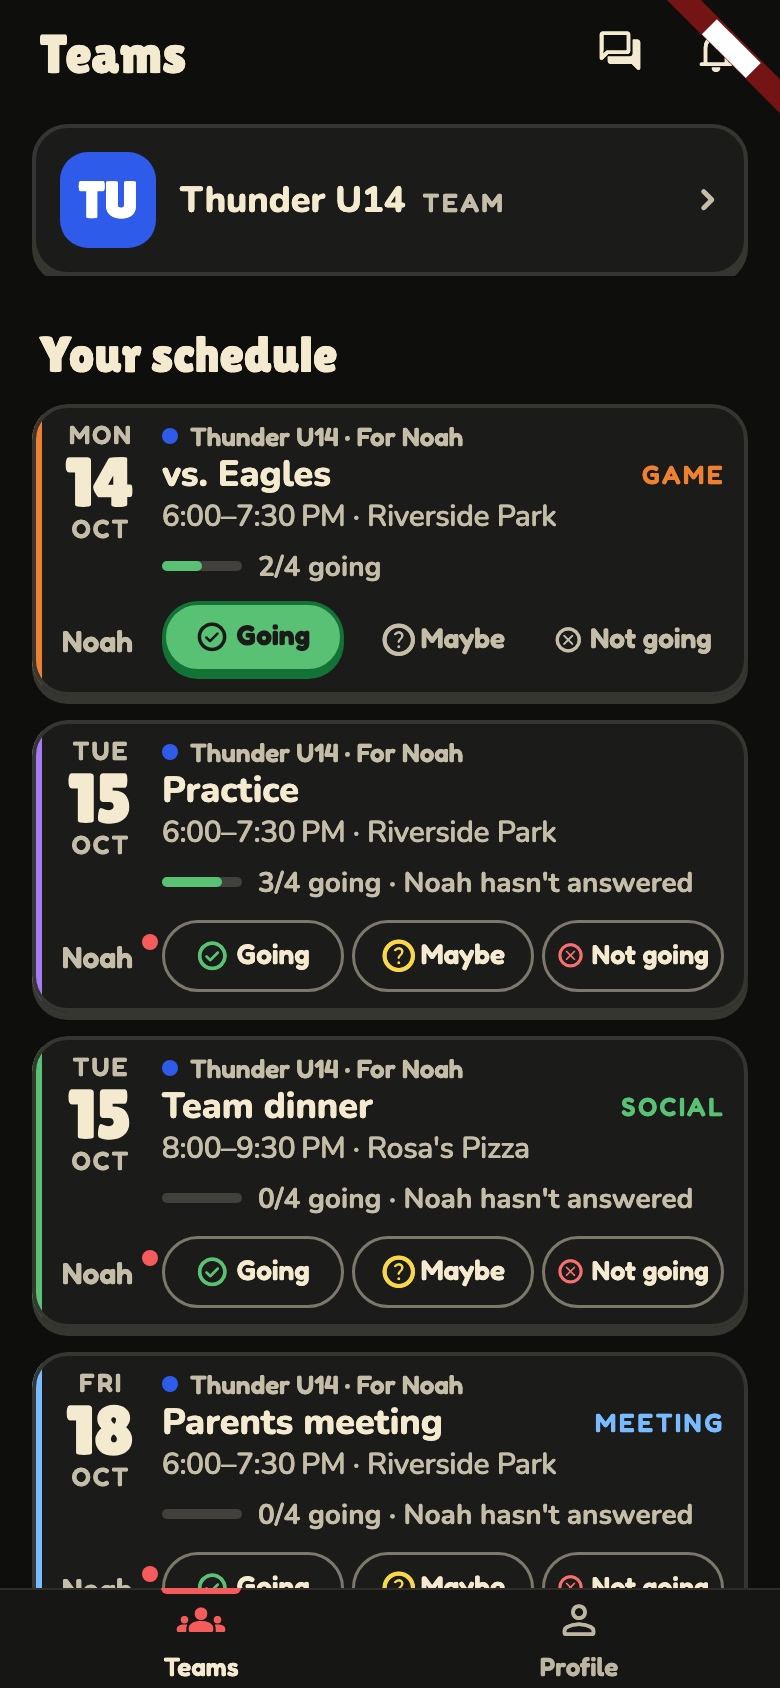 Teams
TU
Thunder U14 TEAM
Your schedule
MON
14
OCT
Thunder U14 · For Noah
vs. Eagles
GAME
6:00–7:30 PM · Riverside Park
2/4 going
Noah
Going
Maybe
Not going
TUE
15
OCT
Thunder U14 · For Noah
Practice
6:00–7:30 PM · Riverside Park
3/4 going · Noah hasn't answered
Noah
Going
Maybe
Not going
TUE
15
OCT
Thunder U14 · For Noah
Team dinner
SOCIAL
8:00–9:30 PM · Rosa's Pizza
0/4 going · Noah hasn't answered
Noah
Going
Maybe
Not going
FRI
18
OCT
Thunder U14 · For Noah
Parents meeting
MEETING
6:00–7:30 PM · Riverside Park
0/4 going · Noah hasn't answered
Noah
Going
Maybe
Not going
Teams
Profile